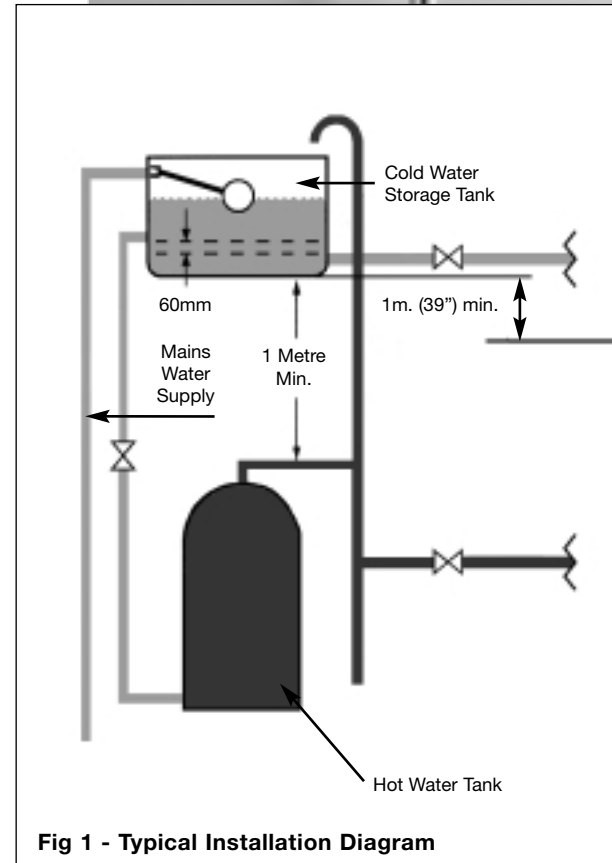 Cold Water
Storage Tank
60mm
1m. (39”) min.
Mains
Water
Supply
1 Metre
Min.
Hot Water Tank
Fig 1 - Typical Installation Diagram